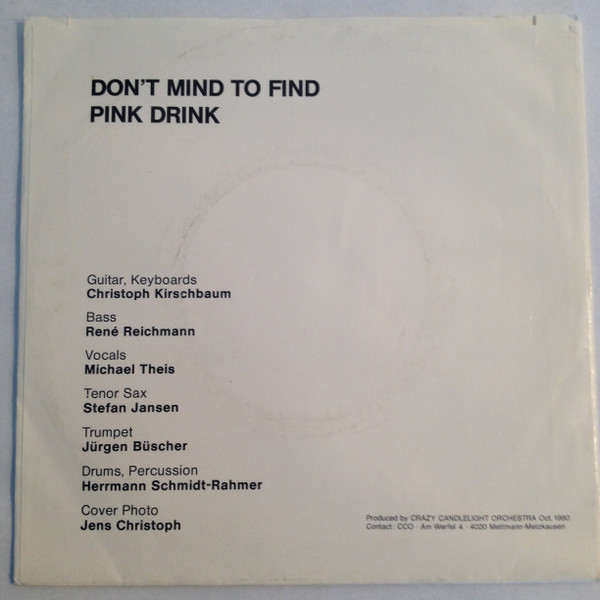 DON'T MIND TO FIND
PINK DRINK
Guitar, Keyboards
Christoph Kirschbaum
Bass
René Reichmann
Vocals
Michael Theis
Tenor Sax
Stefan Jansen
Trumpet
Jürgen Büscher
Drums, Percussion
Herrmann Schmidt-Rahmer
Cover Photo
Jens Christoph
Produced by CRAZY CANDLELIGHT ORCHESTRA Oct. 1980
Contact: CCO · Am Werfel 4 · 4020 Mettmann-Metzkausen